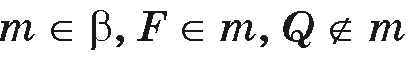 m ∈ β, F ∈ m, Q ∉ m